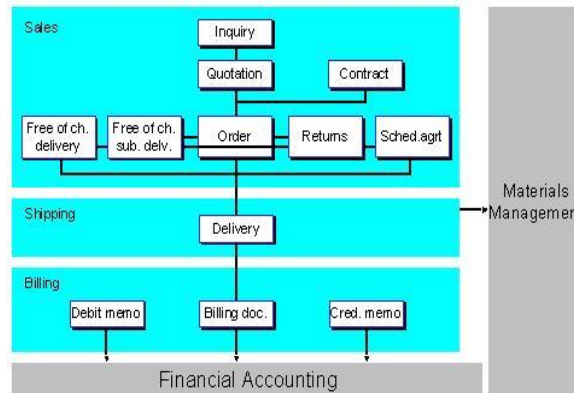 Sales
Inquiry
Quotation
Contract
Free of ch.
delivery
Free of ch.
sub. delv.
Order
Returns
Sched.agrt
Materials
Managemen
Shipping
Delivery
Billing
Debit memo
Billing doc.
Cred. memo
Financial Accounting